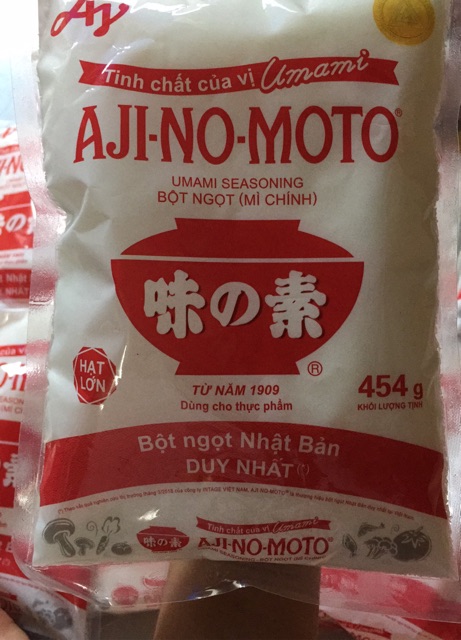 Tinh chất của vị Umami
AJI-NO-MOTO®
UMAMI SEASONING
BỘT NGỌT (MÌ CHÍNH)
味の素
®
HẠT
LỚN
TỪ NĂM 1909
Dùng cho thực phẩm
454 g
KHỐI LƯỢNG TỊNH
Bột ngọt Nhật Bản
DUY NHẤT
味の素
Tinh chất của vị Umami
AJI-NO-MOTO®